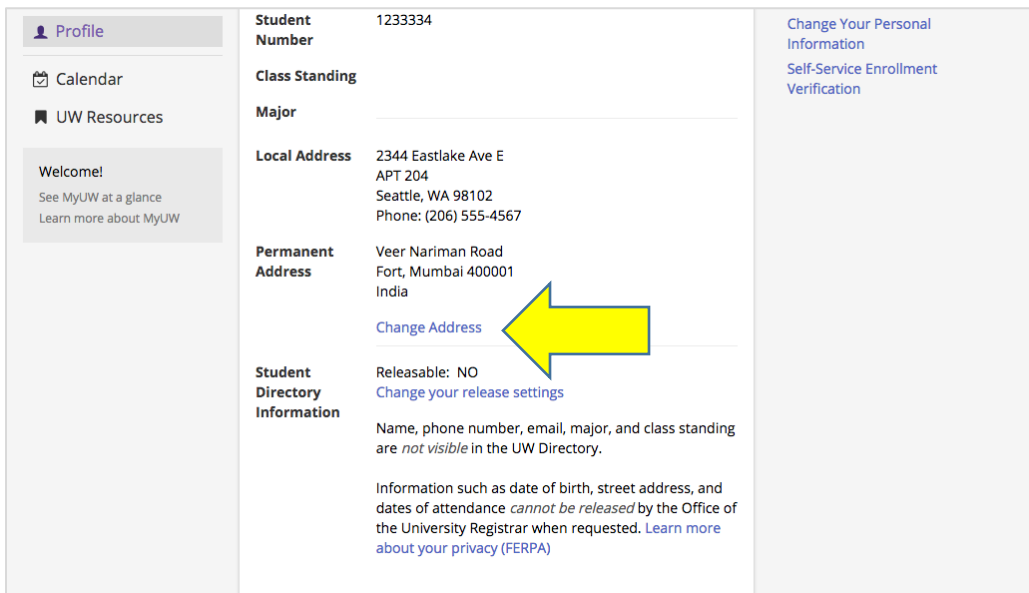 Profile
Calendar
UW Resources
Welcome!
See MyUW at a glance
Learn more about MyUW
Student
Number
1233334
Class Standing
Major
Local Address
2344 Eastlake Ave E
APT 204
Seattle, WA 98102
Phone: (206) 555-4567
Permanent
Address
Veer Nariman Road
Fort, Mumbai 400001
India
Change Address
Student
Directory
Information
Releasable: NO
Change your release settings
Name, phone number, email, major, and class standing
are not visible in the UW Directory.
Information such as date of birth, street address, and
dates of attendance cannot be released by the Office of
the University Registrar when requested. Learn more
about your privacy (FERPA)
Change Your Personal
Information
Self-Service Enrollment
Verification